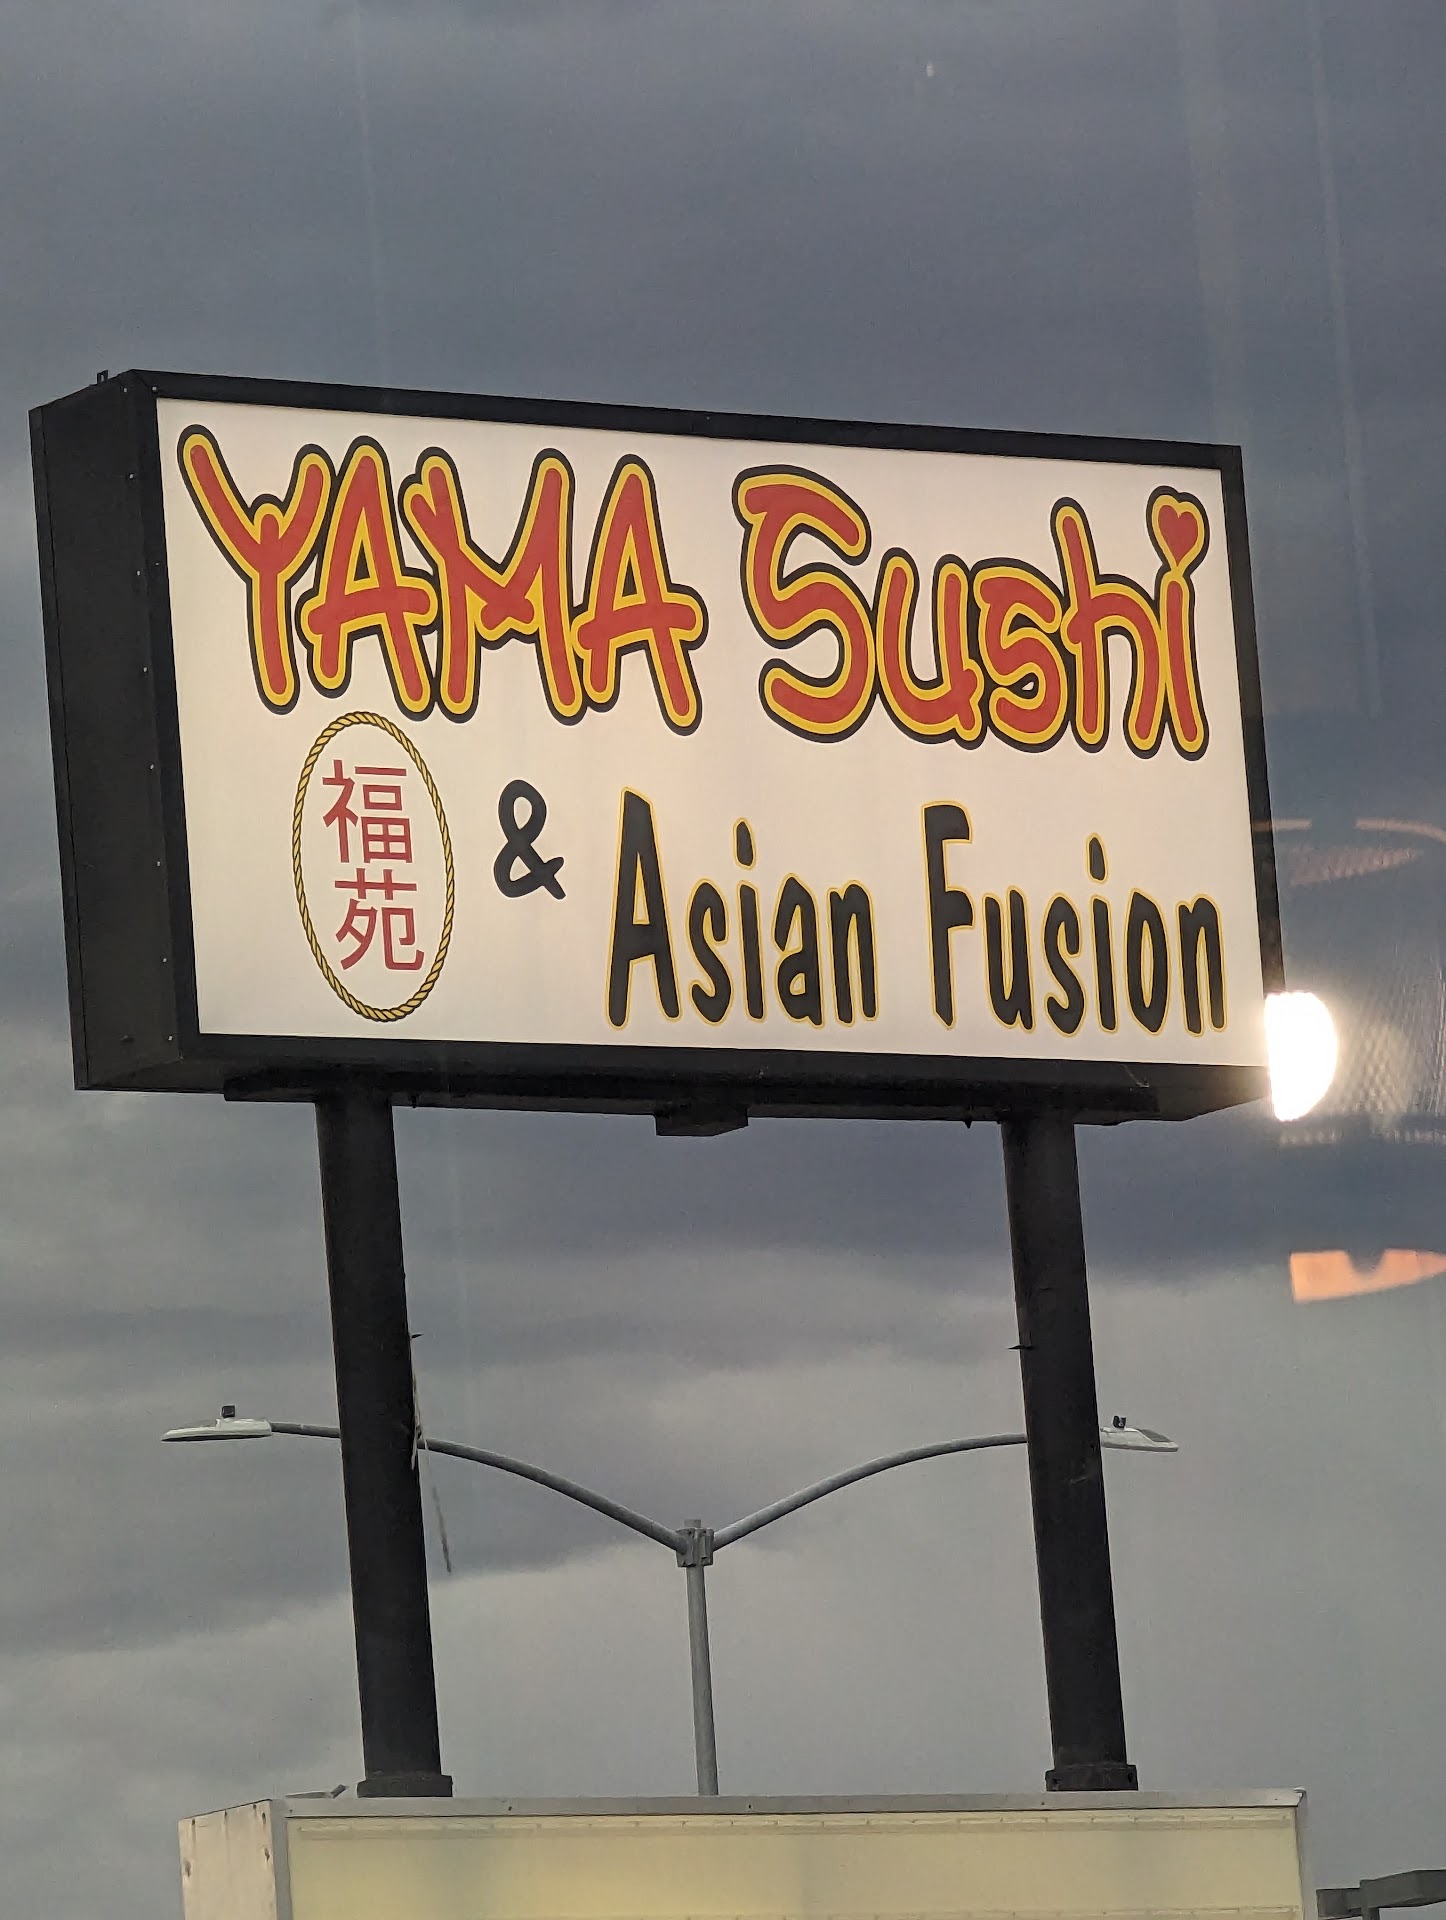 YAMA Sushi
福
苑
& Asian Fusion